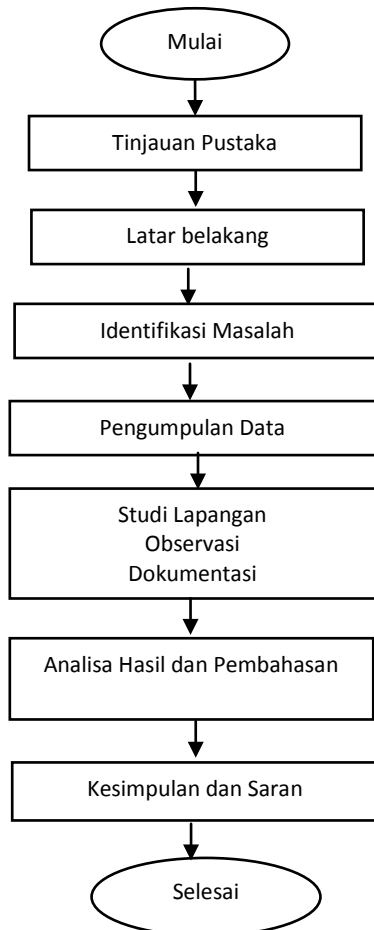 Mulai
Tinjauan Pustaka
Latar belakang
Identifikasi Masalah
Pengumpulan Data
Studi Lapangan
Observasi
Dokumentasi
Analisa Hasil dan Pembahasan
Kesimpulan dan Saran
Selesai